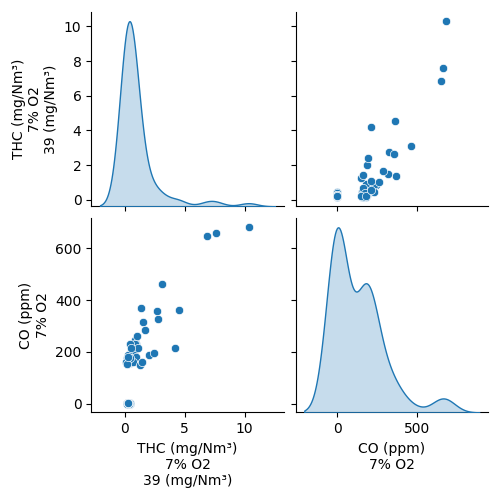 10
8
6
4
2
0
THC (mg/Nm³)
7% O2
39 (mg/Nm³)
600
400
200
0
CO (ppm)
7% O2
0
5
10
THC (mg/Nm³)
7% O2
39 (mg/Nm³)
0
500
CO (ppm)
7% O2